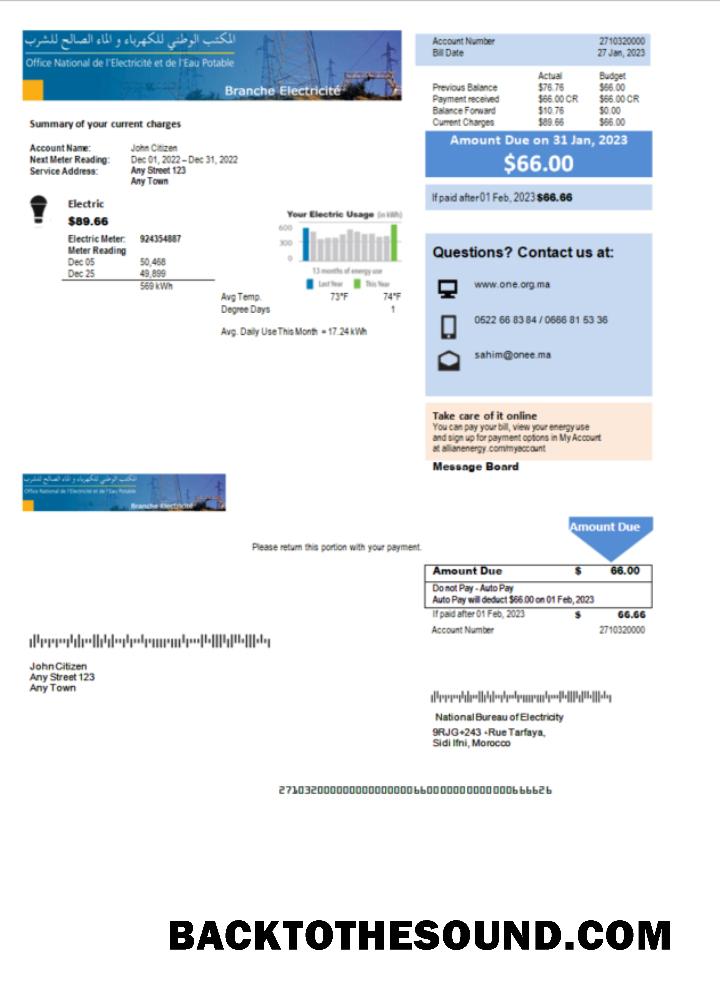 المكتب الوطني للكهرباء و الماء الصالح للشرب
Office National de l'Electricité et de l'Eau Potable
Branche Electricité
Account Number 2710320000
Bill Date 27 Jan, 2023
Actual Budget
Previous Balance $76.76 $66.00
Payment received $66.00 CR $66.00 CR
Balance Forward $10.76 $0.00
Current Charges $89.66 $66.00
Amount Due on 31 Jan, 2023
$66.00
If paid after01 Feb, 2023 $66.66
Summary of your current charges
Account Name: John Citizen
Next Meter Reading: Dec 01, 2022 – Dec 31, 2022
Service Address: Any Street 123
Any Town
Electric
$89.66
Electric Meter: 924354887
Meter Reading
Dec 05 50,468
Dec 25 49,899
569 kWh
Your Electric Usage (in kWh)
600
300
0
13 months of energy use
Last Year This Year
Avg Temp. 73°F 74°F
Degree Days 1
Avg. Daily Use This Month = 17.24 kWh
Questions? Contact us at:
www.one.org.ma
0522 66 83 84 / 0666 81 53 36
sahim@onee.ma
Take care of it online
You can pay your bill, view your energy use
and sign up for payment options in My Account
at allianenergy.com/myaccount
Message Board
المكتب الوطني للكهرباء و الماء الصالح للشرب
Office National de l'Electricité et de l'Eau Potable
Branche Electricité
Please return this portion with your payment.
Amount Due
Amount Due $ 66.00
Do not Pay - Auto Pay
Auto Pay will deduct $66.00 on 01 Feb, 2023
If paid after 01 Feb, 2023 $ 66.66
Account Number 2710320000
John Citizen
Any Street 123
Any Town
National Bureau of Electricity
9RJG+243 -Rue Tarfaya,
Sidi Ifni, Morocco
BACKTOTHESOUND.COM